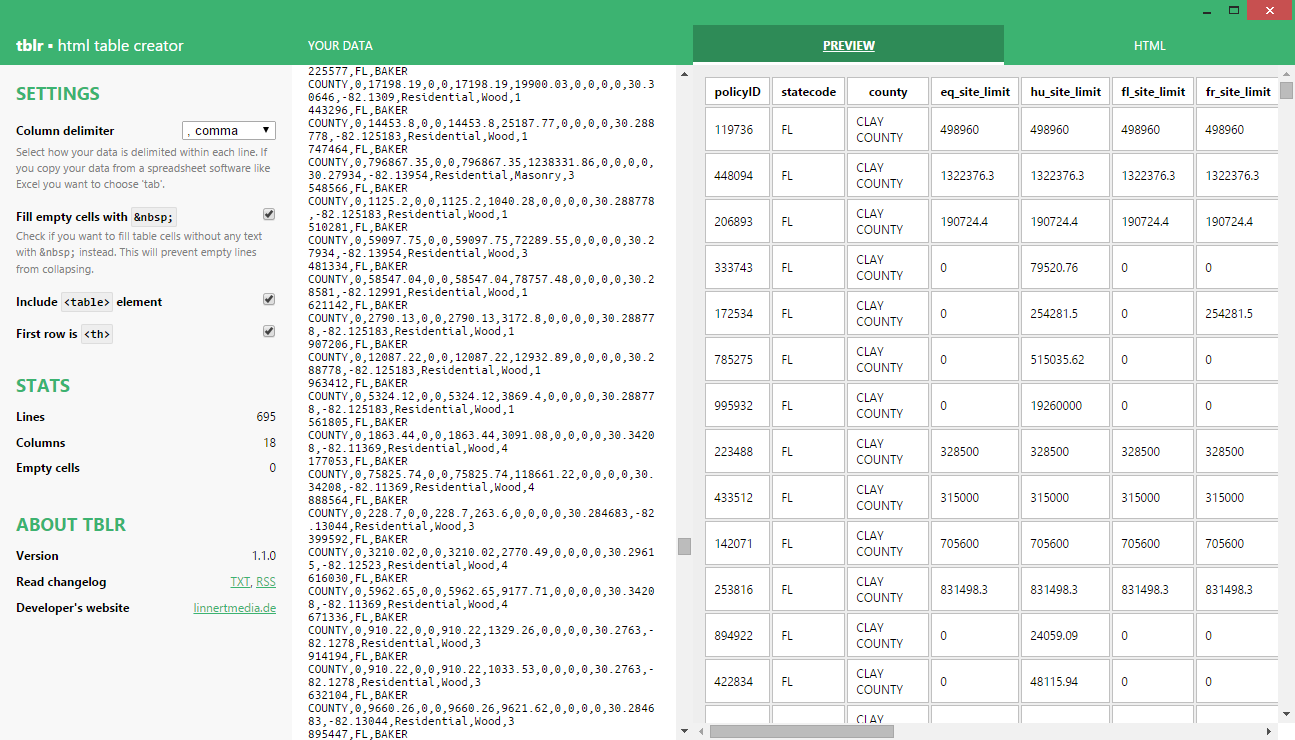 tblr ▪ html table creator
YOUR DATA
PREVIEW
HTML
SETTINGS
Column delimiter
, comma
Select how your data is delimited within each line. If
you copy your data from a spreadsheet software like
Excel you want to choose 'tab'.
Fill empty cells with &nbsp;
Check if you want to fill table cells without any text
with &nbsp; instead. This will prevent empty lines
from collapsing.
Include <table> element
First row is <th>
STATS
Lines 695
Columns 18
Empty cells 0
ABOUT TBLR
Version 1.1.0
Read changelog TXT, RSS
Developer's website linnertmedia.de
225577,FL,BAKER
COUNTY,0,17198.19,0,0,17198.19,19900.03,0,0,0,0,30.3
0646,-82.1309,Residential,Wood,1
443296,FL,BAKER
COUNTY,0,14453.8,0,0,14453.8,25187.77,0,0,0,0,30.288
778,-82.125183,Residential,Wood,1
747464,FL,BAKER
COUNTY,0,796867.35,0,0,796867.35,1238331.86,0,0,0,0,
30.27934,-82.13954,Residential,Masonry,3
548566,FL,BAKER
COUNTY,0,1125.2,0,0,1125.2,1040.28,0,0,0,0,30.288778
,-82.125183,Residential,Wood,1
510281,FL,BAKER
COUNTY,0,59097.75,0,0,59097.75,72289.55,0,0,0,0,30.2
7934,-82.13954,Residential,Wood,3
481334,FL,BAKER
COUNTY,0,58547.04,0,0,58547.04,78757.48,0,0,0,0,30.2
8581,-82.12991,Residential,Wood,1
621142,FL,BAKER
COUNTY,0,2790.13,0,0,2790.13,3172.8,0,0,0,0,30.28877
8,-82.125183,Residential,Wood,1
907206,FL,BAKER
COUNTY,0,12087.22,0,0,12087.22,12932.89,0,0,0,0,30.2
88778,-82.125183,Residential,Wood,1
963412,FL,BAKER
COUNTY,0,5324.12,0,0,5324.12,3869.4,0,0,0,0,30.28877
8,-82.125183,Residential,Wood,1
561805,FL,BAKER
COUNTY,0,1863.44,0,0,1863.44,3091.08,0,0,0,0,30.3420
8,-82.11369,Residential,Wood,4
177053,FL,BAKER
COUNTY,0,75825.74,0,0,75825.74,118661.22,0,0,0,0,30.
34208,-82.11369,Residential,Wood,4
888564,FL,BAKER
COUNTY,0,228.7,0,0,228.7,263.6,0,0,0,0,30.284683,-82
.13044,Residential,Wood,3
399592,FL,BAKER
COUNTY,0,3210.02,0,0,3210.02,2770.49,0,0,0,0,30.2961
5,-82.12523,Residential,Wood,4
616030,FL,BAKER
COUNTY,0,5962.65,0,0,5962.65,9177.71,0,0,0,0,30.3420
8,-82.11369,Residential,Wood,4
671336,FL,BAKER
COUNTY,0,910.22,0,0,910.22,1329.26,0,0,0,0,30.2763,-
82.1278,Residential,Wood,3
914194,FL,BAKER
COUNTY,0,910.22,0,0,910.22,1033.53,0,0,0,0,30.2763,-
82.1278,Residential,Wood,3
632104,FL,BAKER
COUNTY,0,9660.26,0,0,9660.26,9621.62,0,0,0,0,30.2846
83,-82.13044,Residential,Wood,3
895447,FL,BAKER
policyID statecode county eq_site_limit hu_site_limit fl_site_limit fr_site_limit
119736 FL CLAY COUNTY 498960 498960 498960 498960
448094 FL CLAY COUNTY 1322376.3 1322376.3 1322376.3 1322376.3
206893 FL CLAY COUNTY 190724.4 190724.4 190724.4 190724.4
333743 FL CLAY COUNTY 0 79520.76 0 0
172534 FL CLAY COUNTY 0 254281.5 0 254281.5
785275 FL CLAY COUNTY 0 515035.62 0 0
995932 FL CLAY COUNTY 0 19260000 0 0
223488 FL CLAY COUNTY 328500 328500 328500 328500
433512 FL CLAY COUNTY 315000 315000 315000 315000
142071 FL CLAY COUNTY 705600 705600 705600 705600
253816 FL CLAY COUNTY 831498.3 831498.3 831498.3 831498.3
894922 FL CLAY COUNTY 0 24059.09 0 0
422834 FL CLAY COUNTY 0 48115.94 0 0
CLAY